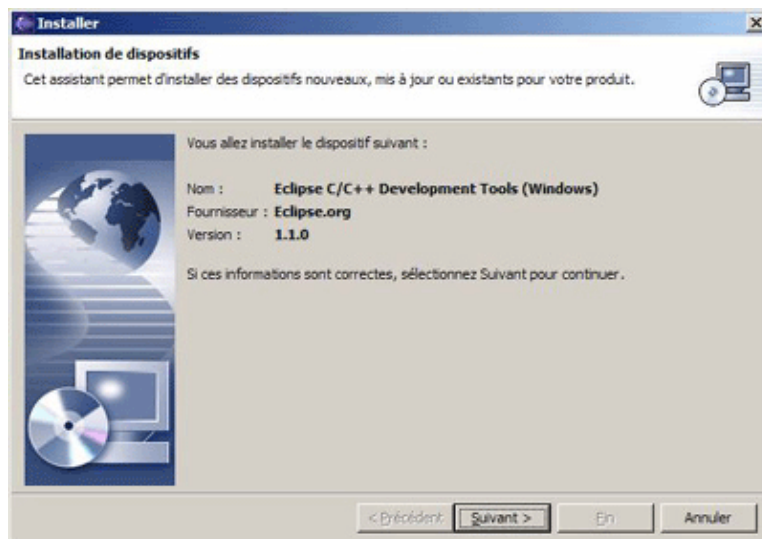 Installer
Installation de dispositifs
Cet assistant permet d'installer des dispositifs nouveaux, mis à jour ou existants pour votre produit.
Vous allez installer le dispositif suivant :
Nom : Eclipse C/C++ Development Tools (Windows)
Fournisseur : Eclipse.org
Version : 1.1.0
Si ces informations sont correctes, sélectionnez Suivant pour continuer.
< Précédent Suivant > Fin Annuler